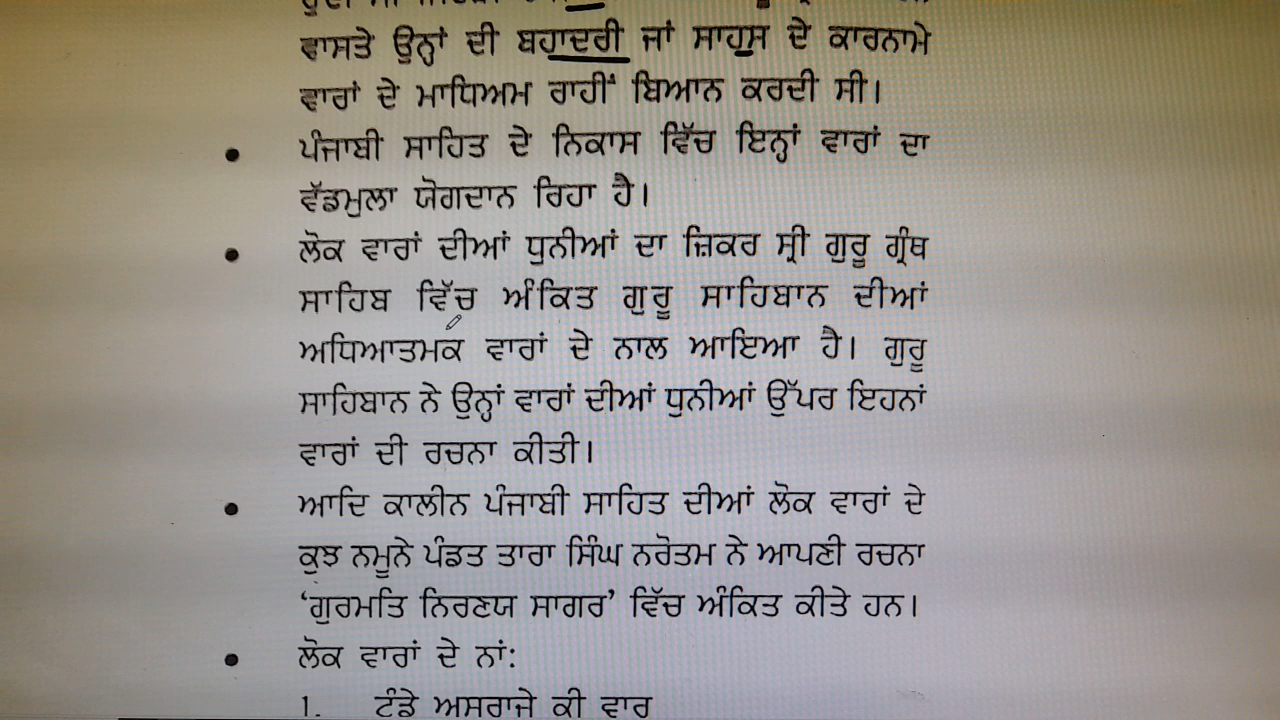 ਵਾਸਤੇ ਉਨ੍ਹਾਂ ਦੀ ਬਹਾਦਰੀ ਜਾਂ ਸਾਹਸ ਦੇ ਕਾਰਨਾਮੇ
ਵਾਰਾਂ ਦੇ ਮਾਧਿਅਮ ਰਾਹੀਂ ਬਿਆਨ ਕਰਦੀ ਸੀ।
• ਪੰਜਾਬੀ ਸਾਹਿਤ ਦੇ ਨਿਕਾਸ ਵਿੱਚ ਇਨ੍ਹਾਂ ਵਾਰਾਂ ਦਾ
ਵੱਡਮੁਲਾ ਯੋਗਦਾਨ ਰਿਹਾ ਹੈ।
• ਲੋਕ ਵਾਰਾਂ ਦੀਆਂ ਧੁਨੀਆਂ ਦਾ ਜ਼ਿਕਰ ਸ੍ਰੀ ਗੁਰੂ ਗ੍ਰੰਥ
ਸਾਹਿਬ ਵਿੱਚ ਅੰਕਿਤ ਗੁਰੂ ਸਾਹਿਬਾਨ ਦੀਆਂ
ਅਧਿਆਤਮਕ ਵਾਰਾਂ ਦੇ ਨਾਲ ਆਇਆ ਹੈ। ਗੁਰੂ
ਸਾਹਿਬਾਨ ਨੇ ਉਨ੍ਹਾਂ ਵਾਰਾਂ ਦੀਆਂ ਧੁਨੀਆਂ ਉੱਪਰ ਇਹਨਾਂ
ਵਾਰਾਂ ਦੀ ਰਚਨਾ ਕੀਤੀ।
• ਆਦਿ ਕਾਲੀਨ ਪੰਜਾਬੀ ਸਾਹਿਤ ਦੀਆਂ ਲੋਕ ਵਾਰਾਂ ਦੇ
ਕੁਝ ਨਮੂਨੇ ਪੰਡਤ ਤਾਰਾ ਸਿੰਘ ਨਰੋਤਮ ਨੇ ਆਪਣੀ ਰਚਨਾ
‘ਗੁਰਮਤਿ ਨਿਰਣਯ ਸਾਗਰ’ ਵਿੱਚ ਅੰਕਿਤ ਕੀਤੇ ਹਨ।
• ਲੋਕ ਵਾਰਾਂ ਦੇ ਨਾਂ:
1. ਟੰਡੇ ਅਸਰਾਜੇ ਕੀ ਵਾਰ